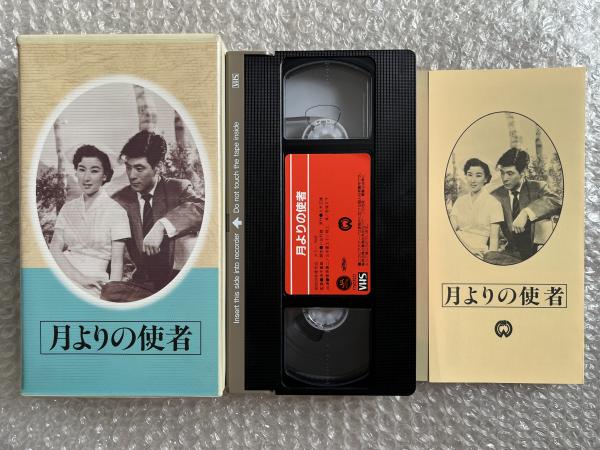 月よりの使者
VHS
Insert this side into recorder
Do not touch the tape inside
月よりの使者
VHS
月よりの使者